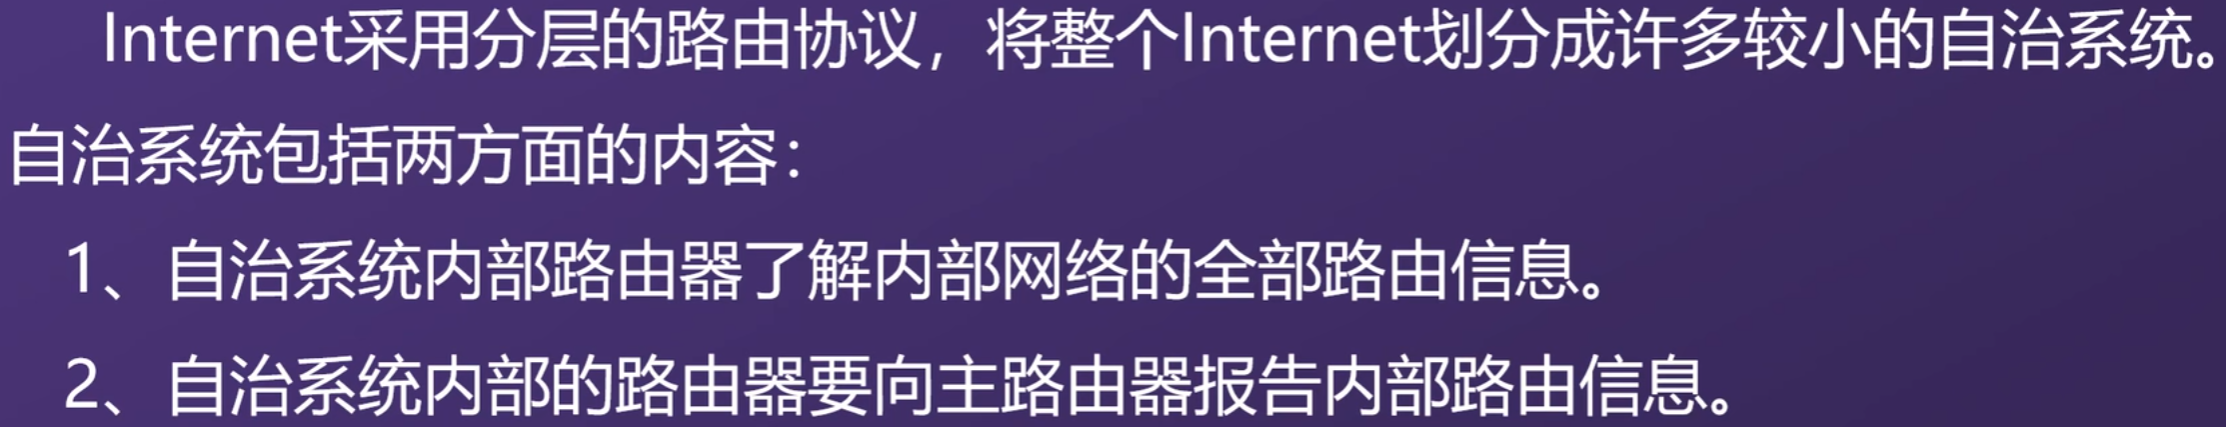 Internet采用分层的路由协议，将整个Internet划分成许多较小的自治系统。
自治系统包括两方面的内容：
1、自治系统内部路由器了解内部网络的全部路由信息。
2、自治系统内部的路由器要向主路由器报告内部路由信息。